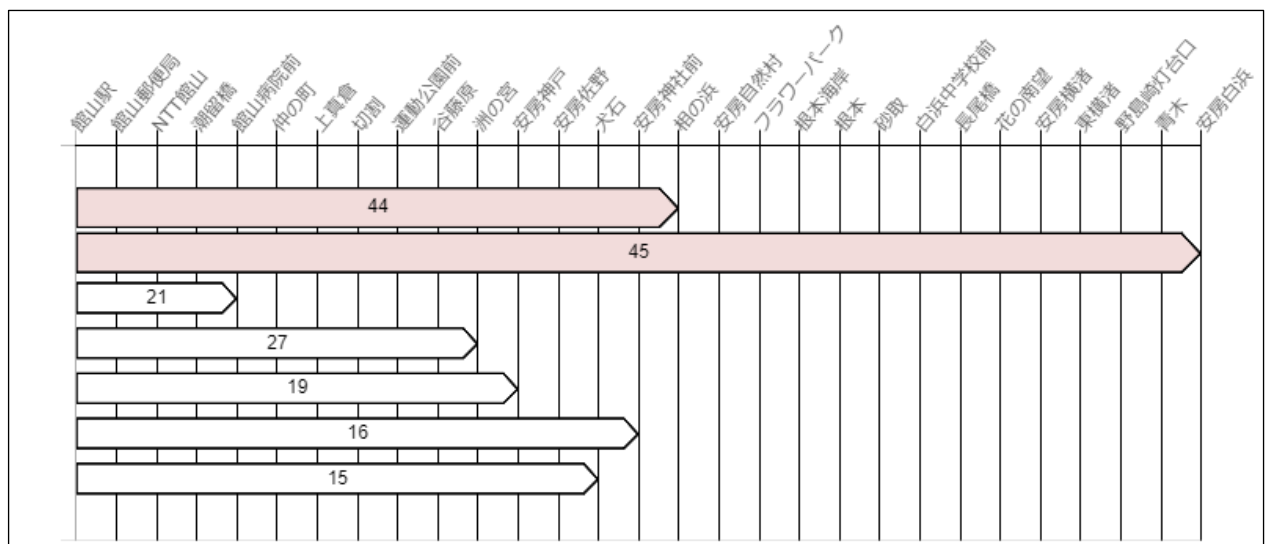 館山駅
館山郵便局
NTT館山
潮留橋
館山病院前
仲の町
上真倉
切割
運動公園前
谷藤原
洲の宮
安房神戸
安房佐野
犬石
安房神社前
相の浜
安房自然村
フラワーパーク
根本海岸
根本
砂取
白浜中学校前
長尾橋
花の南望
安房横渚
東横渚
野島崎灯台口
青木
安房白浜
44
45
21
27
19
16
15